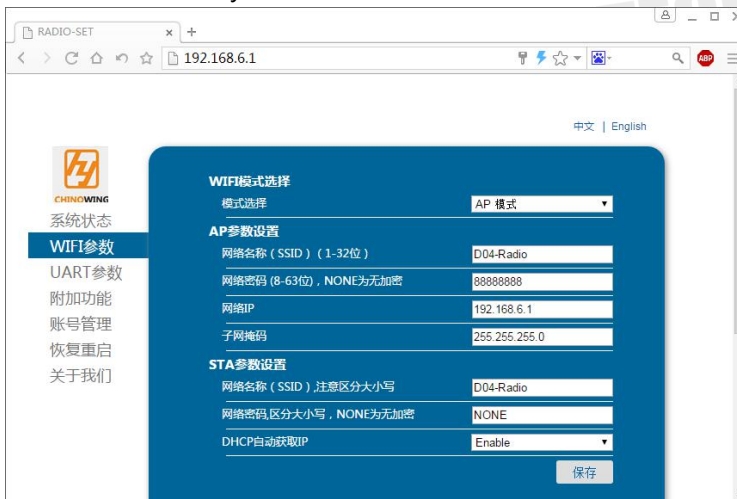 RADIO-SET
192.168.6.1
ABP
中文 | English
CHINOWING
系统状态
WIFI参数
UART参数
附加功能
账号管理
恢复重启
关于我们
WIFI模式选择
模式选择 AP 模式
AP参数设置
网络名称（SSID）（1-32位） D04-Radio
网络密码 (8-63位)，NONE为无加密 88888888
网络IP 192.168.6.1
子网掩码 255.255.255.0
STA参数设置
网络名称（SSID）,注意区分大小写 D04-Radio
网络密码,区分大小写，NONE为无加密 NONE
DHCP自动获取IP Enable
保存